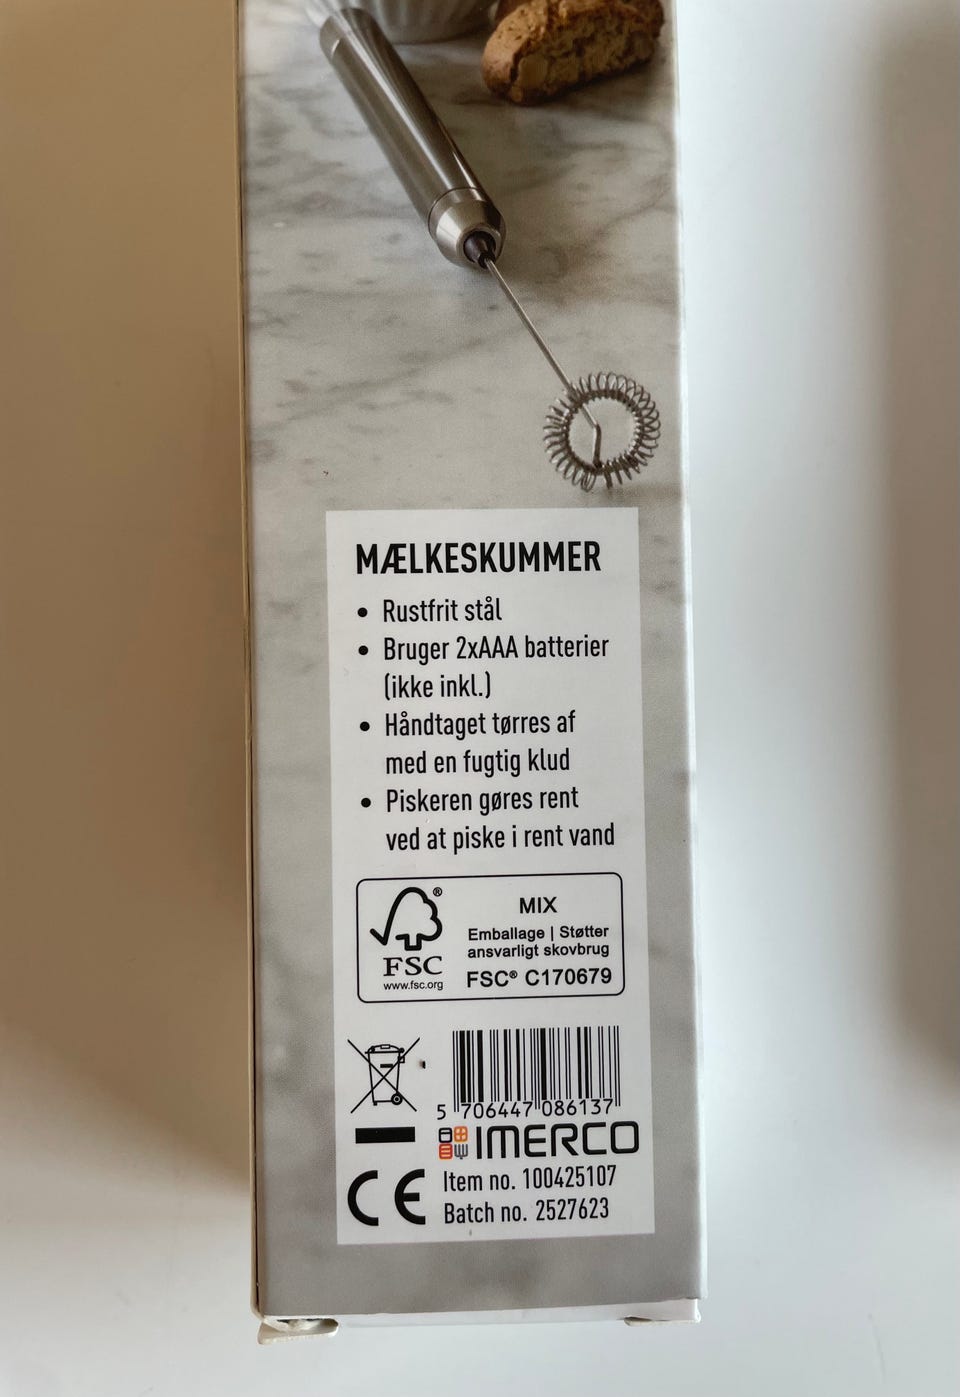 MÆLKESKUMMER
• Rustfrit stål
• Bruger 2xAAA batterier
(ikke inkl.)
• Håndtaget tørres af
med en fugtig klud
• Piskeren gøres rent
ved at piske i rent vand
FSC®
www.fsc.org
MIX
Emballage | Støtter
ansvarligt skovbrug
FSC® C170679
5 706447 086137
IMERCO
CE
Item no. 100425107
Batch no. 2527623